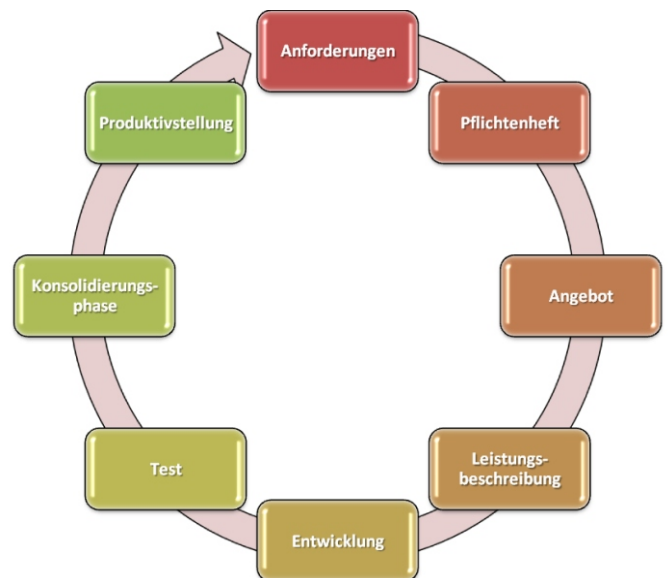 Anforderungen
Pflichtenheft
Angebot
Leistungs-
beschreibung
Entwicklung
Test
Konsolidierungs-
phase
Produktivstellung